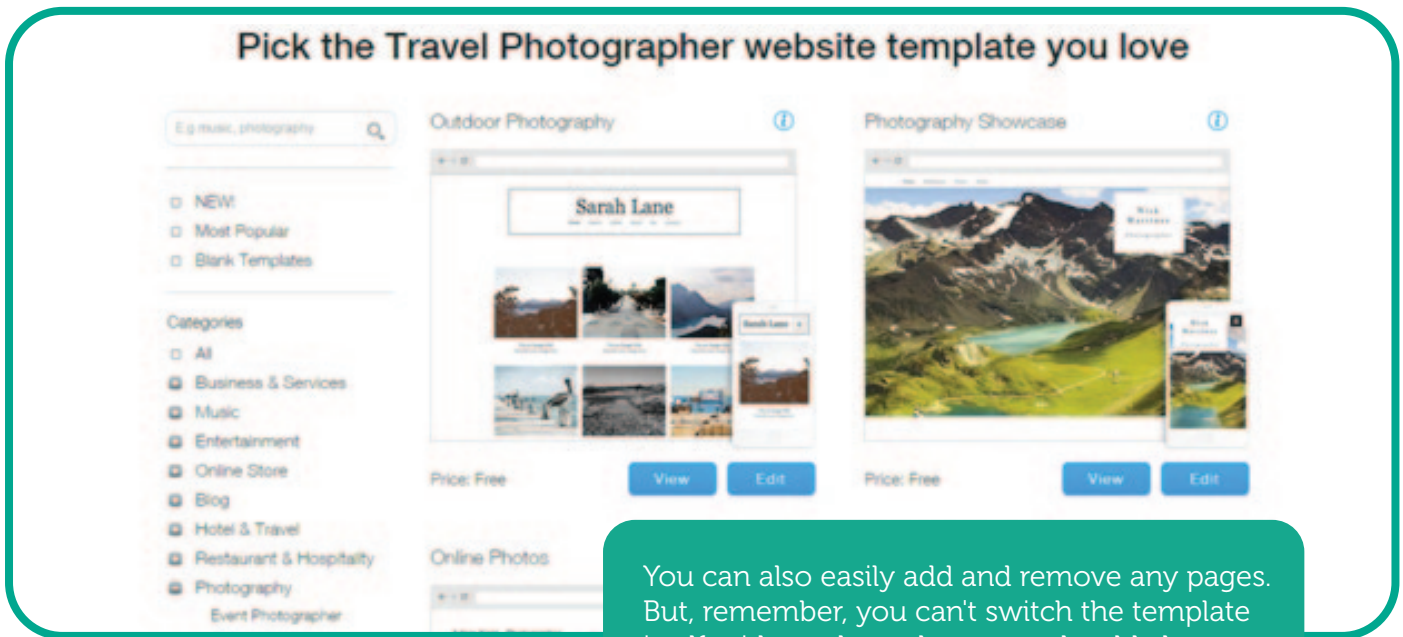 Pick the Travel Photographer website template you love
E.g music, photography
NEW!
Most Popular
Blank Templates
Categories
All
Business & Services
Music
Entertainment
Online Store
Blog
Hotel & Travel
Restaurant & Hospitality
Photography
Event Photographer
Outdoor Photography
Sarah Lane
Sarah Lane
Price: Free
View
Edit
Photography Showcase
Price: Free
View
Edit
Online Photos
You can also easily add and remove any pages.
But, remember, you can't switch the template